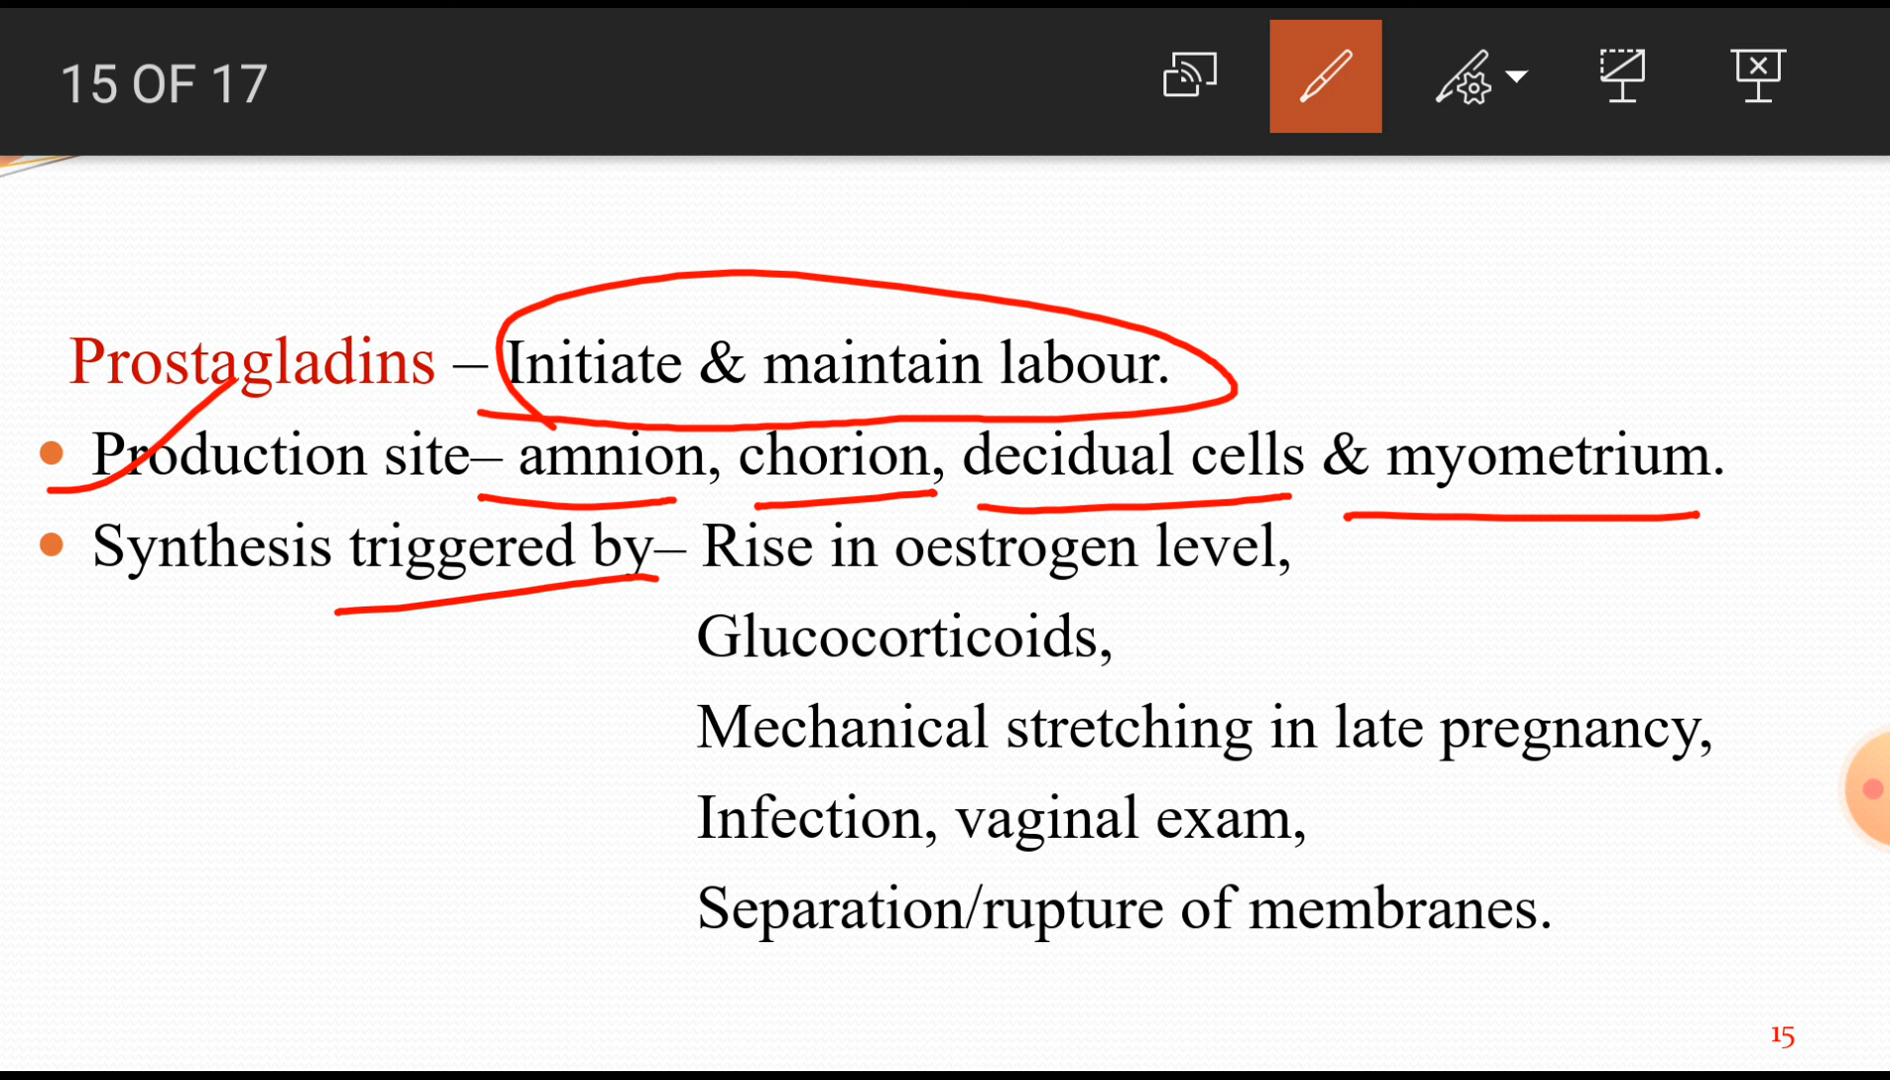 15 OF 17
Prostagladins – Initiate & maintain labour.
Production site– amnion, chorion, decidual cells & myometrium.
Synthesis triggered by– Rise in oestrogen level,
Glucocorticoids,
Mechanical stretching in late pregnancy,
Infection, vaginal exam,
Separation/rupture of membranes.
15